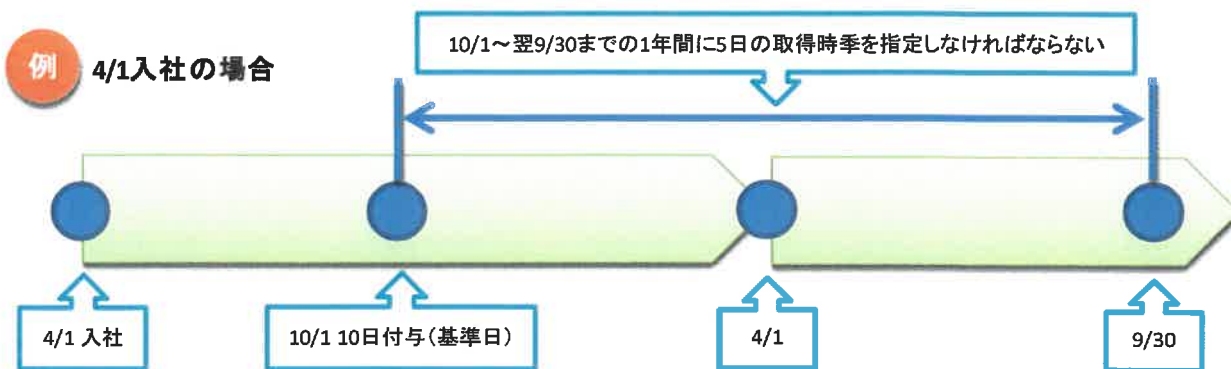 10/1～翌9/30までの1年間に5日の取得時季を指定しなければならない
例
4/1入社の場合
4/1 入社
10/1 10日付与(基準日)
4/1
9/30